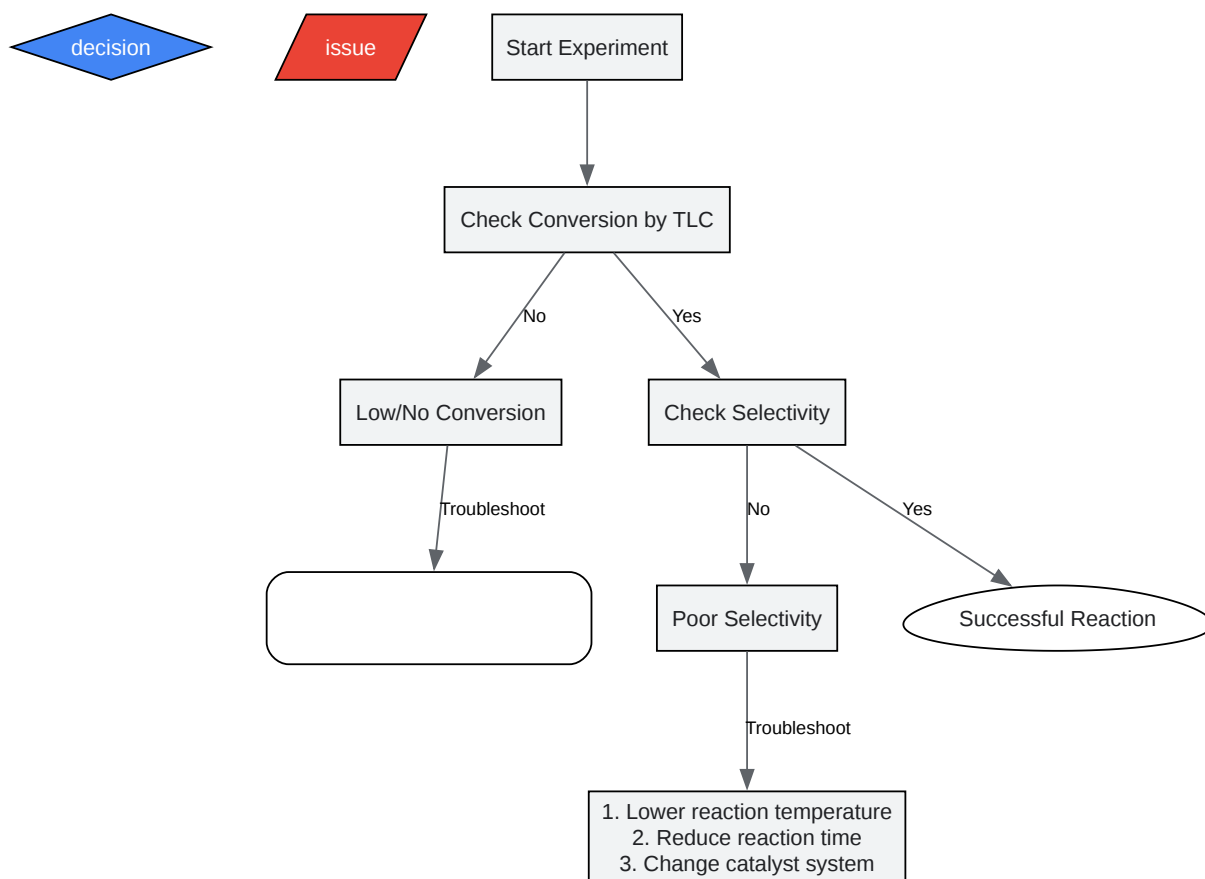 decision
issue
Start Experiment
Check Conversion by TLC
No
Yes
Low/No Conversion
Check Selectivity
Troubleshoot
No
Yes
Poor Selectivity
Successful Reaction
Troubleshoot
1. Lower reaction temperature
2. Reduce reaction time
3. Change catalyst system